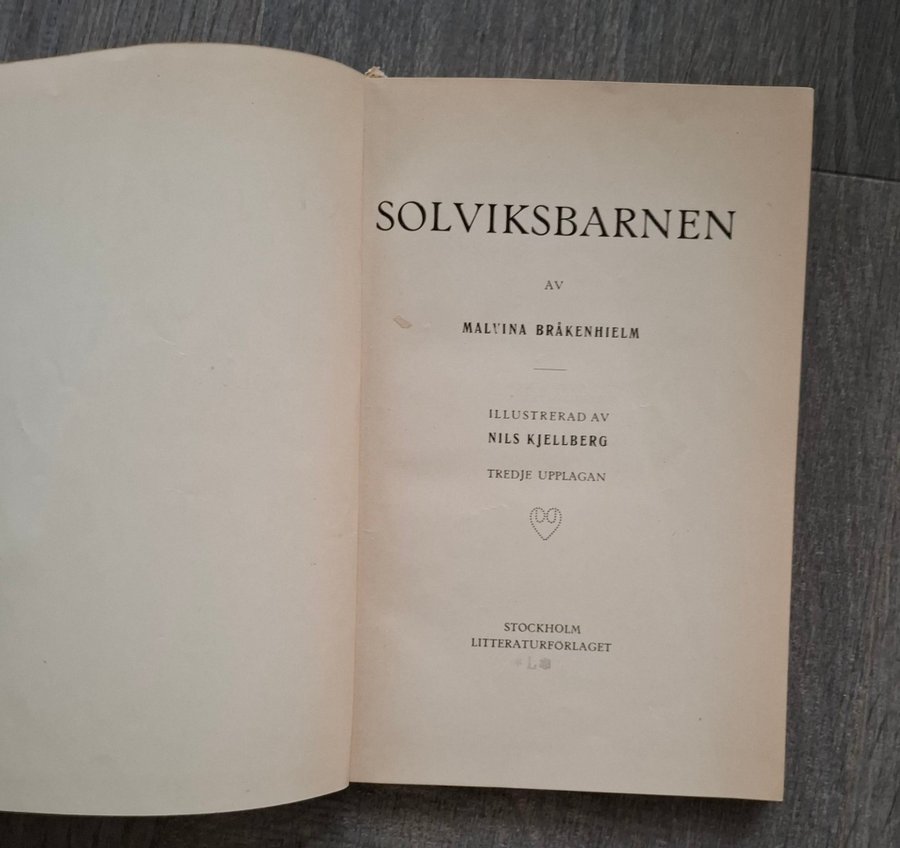 SOLVIKSBARNEN
AV
MALVINA BRÅKENHIELM
ILLUSTRERAD AV
NILS KJELLBERG
TREDJE UPPLAGAN
STOCKHOLM
LITTERATURFÖRLAGET